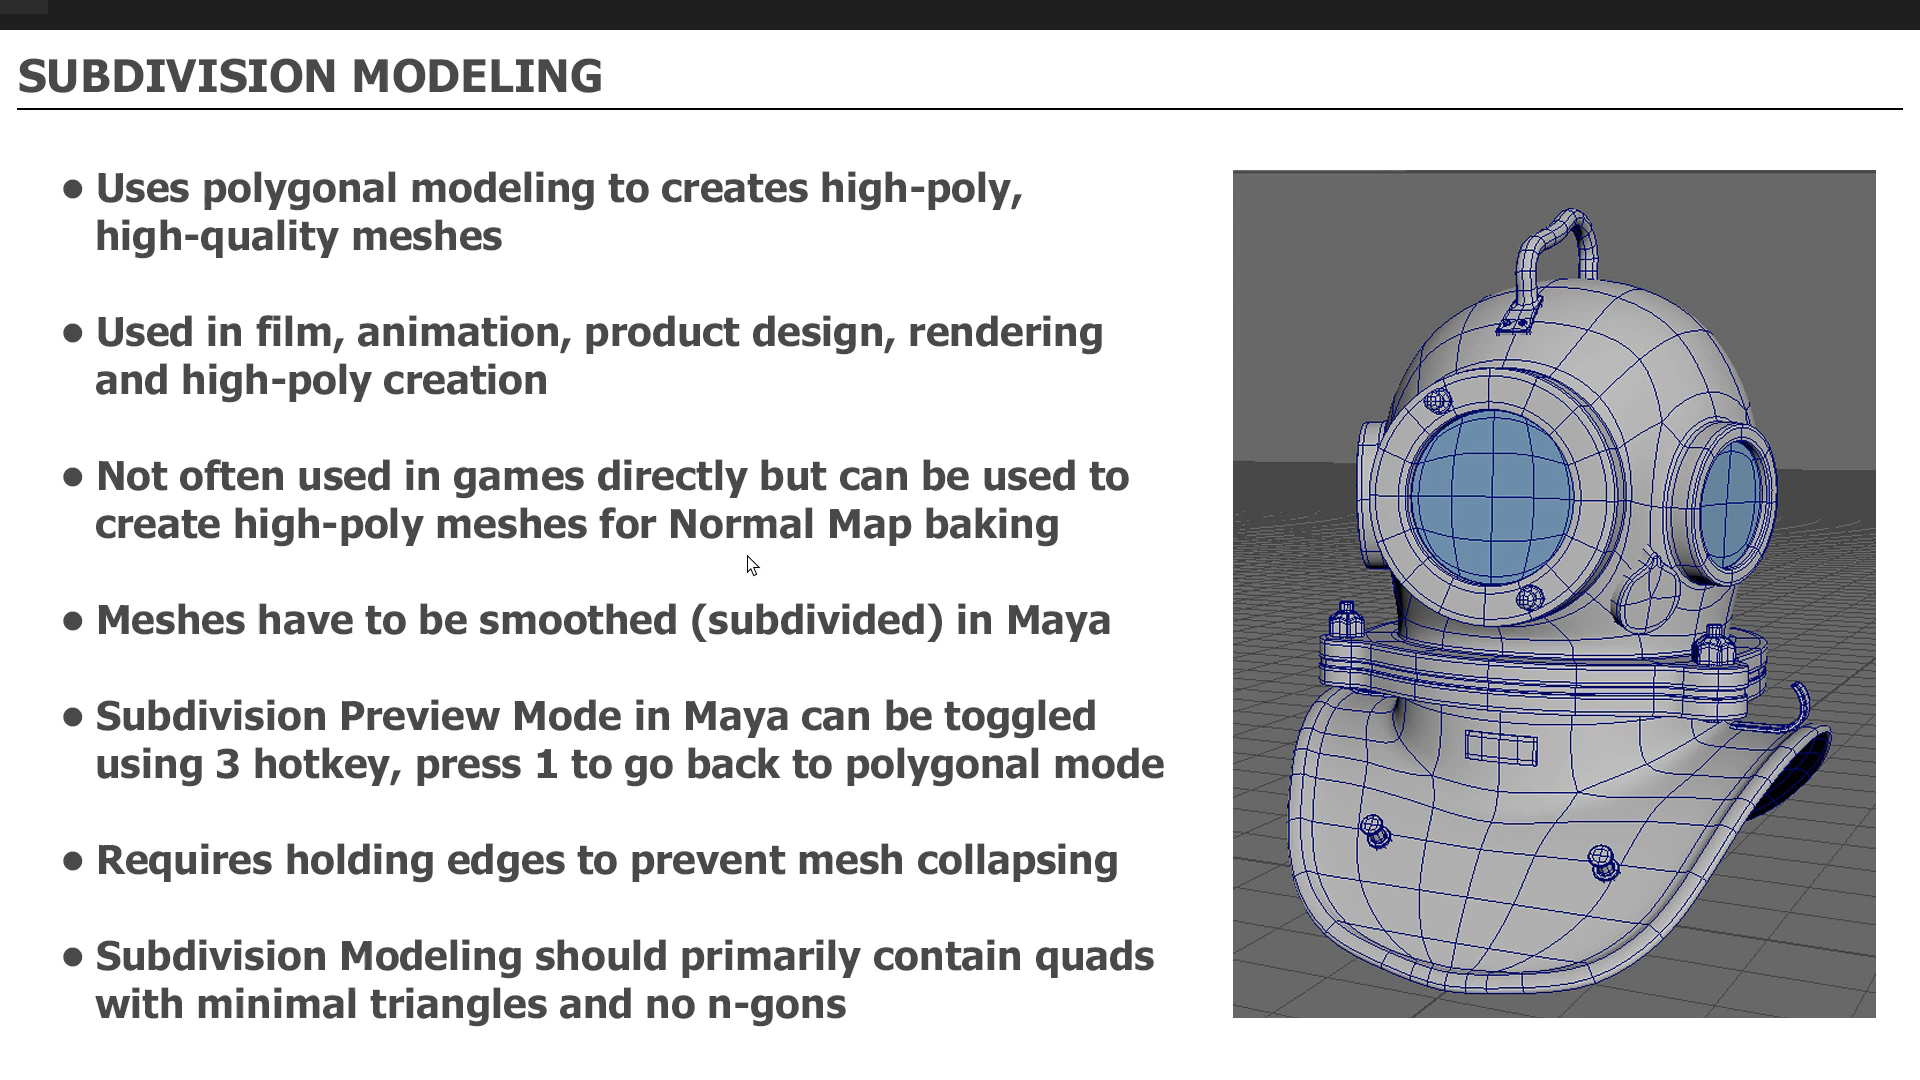 SUBDIVISION MODELING
● Uses polygonal modeling to creates high-poly,
high-quality meshes
● Used in film, animation, product design, rendering
and high-poly creation
● Not often used in games directly but can be used to
create high-poly meshes for Normal Map baking
● Meshes have to be smoothed (subdivided) in Maya
● Subdivision Preview Mode in Maya can be toggled
using 3 hotkey, press 1 to go back to polygonal mode
● Requires holding edges to prevent mesh collapsing
● Subdivision Modeling should primarily contain quads
with minimal triangles and no n-gons